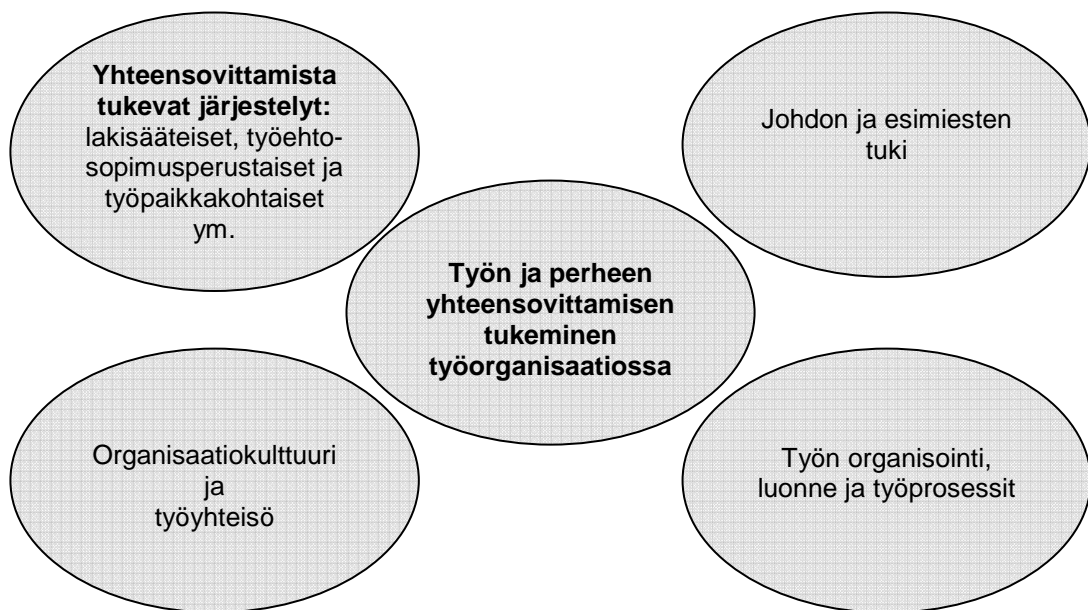 Yhteensovittamista
tukevat järjestelyt:
lakisääteiset, työehto-
sopimusperustaiset ja
työpaikkakohtaiset
ym.
Johdon ja esimiesten
tuki
Työn ja perheen
yhteensovittamisen
tukeminen
työorganisaatiossa
Organisaatiokulttuuri
ja
työyhteisö
Työn organisointi,
luonne ja työprosessit